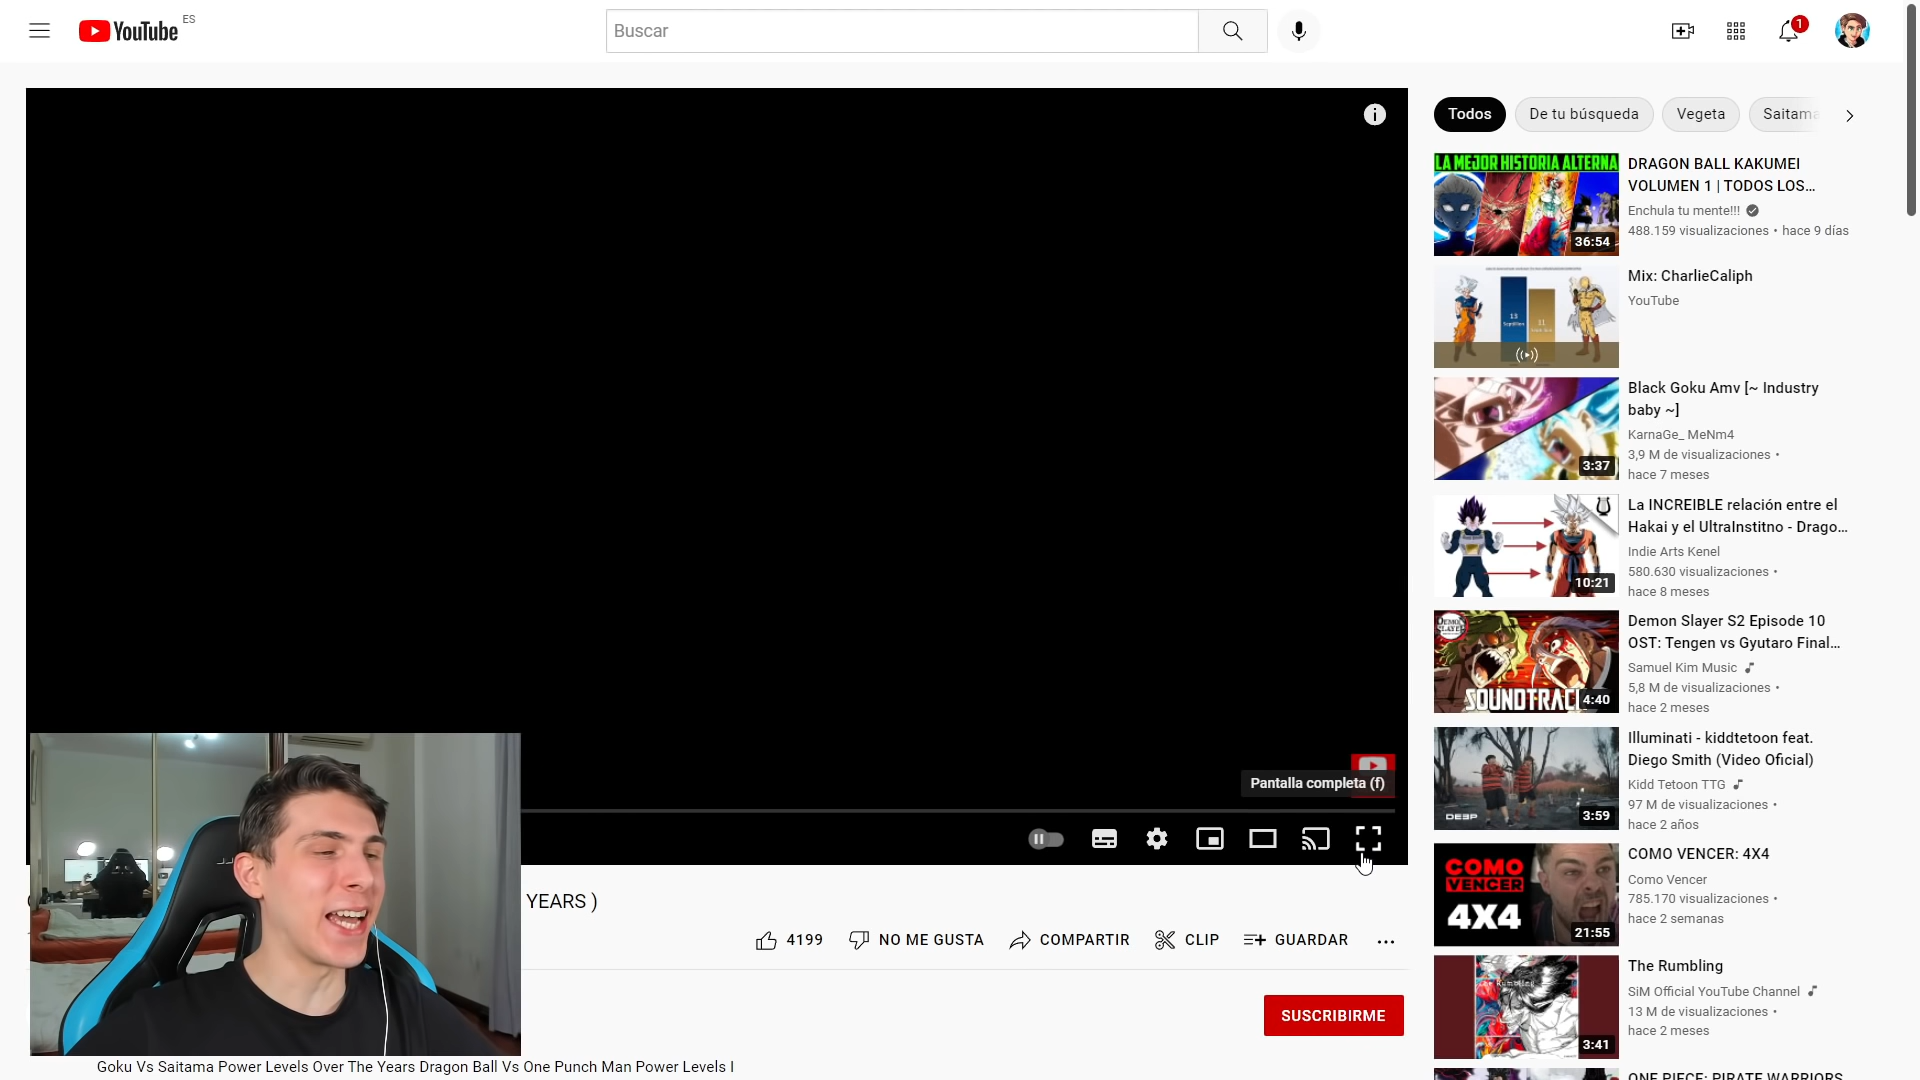 YouTube ES
Buscar
1
Todos
De tu búsqueda
Vegeta
Saitama
LA MEJOR HISTORIA ALTERNA
36:54
DRAGON BALL KAKUMEI
VOLUMEN 1 | TODOS LOS...
Enchula tu mente!!!
488.159 visualizaciones • hace 9 días
Mix: CharlieCaliph
YouTube
Black Goku Amv [~ Industry
baby ~]
KarnaGe_ MeNm4
3,9 M de visualizaciones •
hace 7 meses
3:37
La INCREIBLE relación entre el
Hakai y el UltraInstitno - Drago...
Indie Arts Kenel
580.630 visualizaciones •
hace 8 meses
10:21
Demon Slayer S2 Episode 10
OST: Tengen vs Gyutaro Final...
Samuel Kim Music
5,8 M de visualizaciones •
hace 2 meses
SOUNDTRACK
4:40
Illuminati - kiddtetoon feat.
Diego Smith (Video Oficial)
Kidd Tetoon TTG
97 M de visualizaciones •
hace 2 años
3:59
COMO VENCER: 4X4
Como Vencer
785.170 visualizaciones •
hace 2 semanas
COMO
VENCER
4X4
21:55
The Rumbling
SiM Official YouTube Channel
13 M de visualizaciones •
hace 2 meses
3:41
ONE PIECE: PIRATE WARRIORS
Pantalla completa (f)
YEARS )
4199
NO ME GUSTA
COMPARTIR
CLIP
GUARDAR
SUSCRIBIRME
Goku Vs Saitama Power Levels Over The Years Dragon Ball Vs One Punch Man Power Levels I